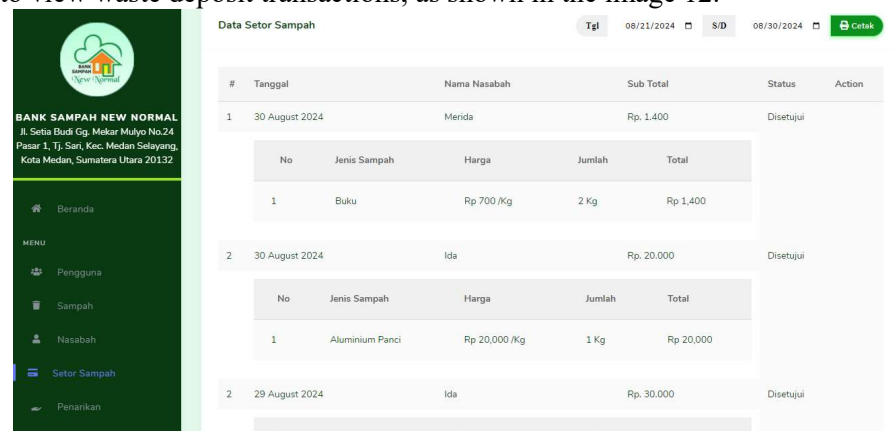 to view waste deposit transactions, as shown in the image 12.
BANK
SAMPAH
New Normal
BANK SAMPAH NEW NORMAL
Jl. Setia Budi Gg. Mekar Mulyo No.24
Pasar 1, Tj. Sari, Kec. Medan Selayang,
Kota Medan, Sumatera Utara 20132
Beranda
MENU
Pengguna
Sampah
Nasabah
Setor Sampah
Penarikan
Data Setor Sampah Tgl 08/21/2024 S/D 08/30/2024 Cetak
# Tanggal Nama Nasabah Sub Total Status Action
1 30 August 2024 Merida Rp. 1.400 Disetujui
No Jenis Sampah Harga Jumlah Total
1 Buku Rp 700 /Kg 2 Kg Rp 1,400
2 30 August 2024 Ida Rp. 20.000 Disetujui
No Jenis Sampah Harga Jumlah Total
1 Aluminium Panci Rp 20,000 /Kg 1 Kg Rp 20,000
2 29 August 2024 Ida Rp. 30.000 Disetujui